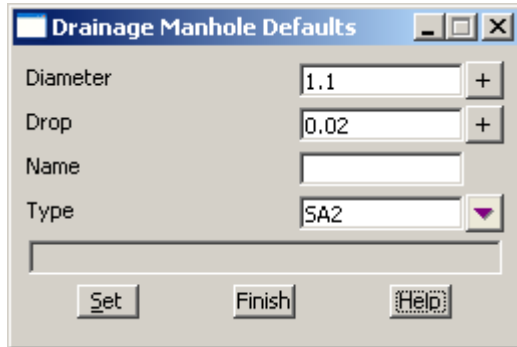 Drainage Manhole Defaults
Diameter 1.1 +
Drop 0.02 +
Name
Type SA2
Set Finish Help